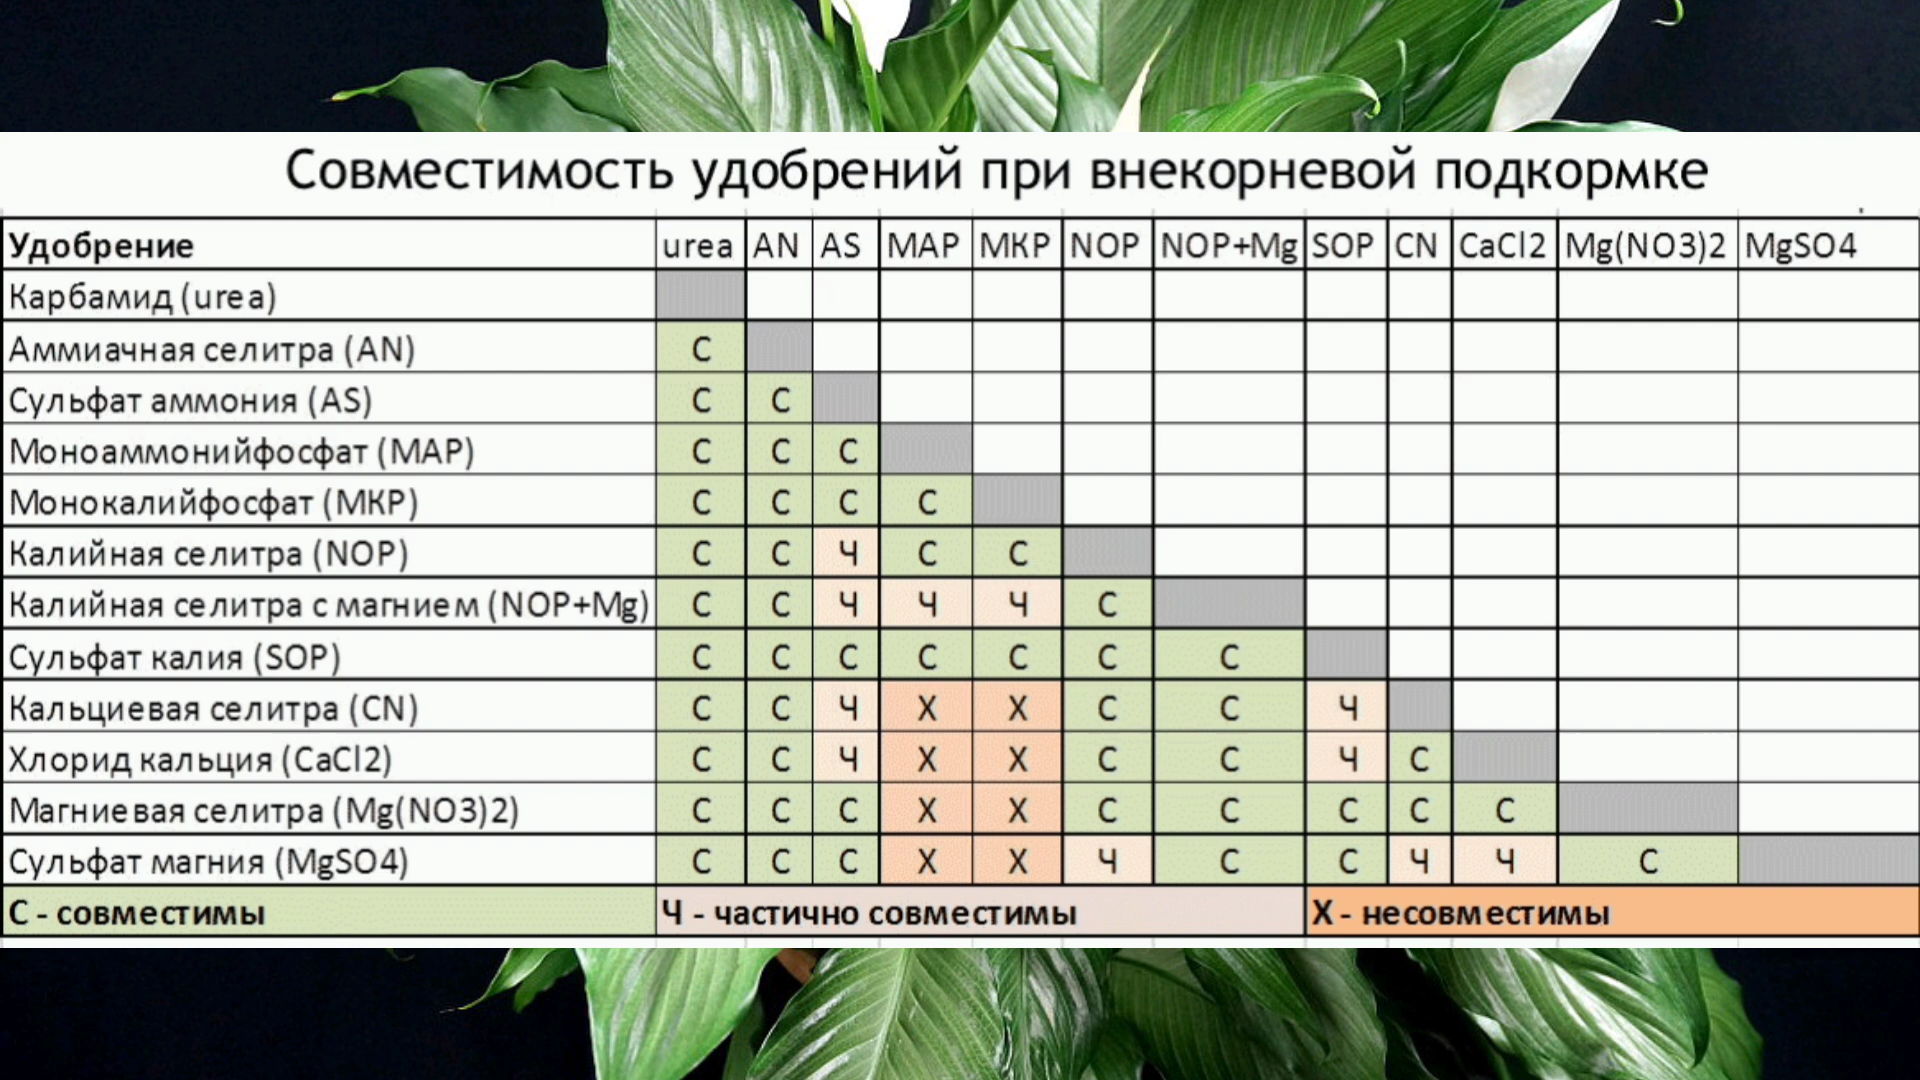 Совместимость удобрений при внекорневой подкормке
Удобрение urea AN AS MAP МКР NOP NOP+Mg SOP CN CaCl2 Mg(NO3)2 MgSO4
Карбамид (urea)
Аммиачная селитра (AN) С
Сульфат аммония (AS) С С
Моноаммонийфосфат (MAP) С С С
Монокалийфосфат (МКР) С С С С
Калийная селитра (NOP) С С Ч С С
Калийная селитра с магнием (NOP+Mg) С С Ч Ч Ч С
Сульфат калия (SOP) С С С С С С С
Кальциевая селитра (CN) С С Ч Х Х С С Ч
Хлорид кальция (CaCl2) С С Ч Х Х С С Ч С
Магниевая селитра (Mg(NO3)2) С С С Х Х С С С С С
Сульфат магния (MgSO4) С С С Х Х Ч С С Ч Ч С
С - совместимы Ч - частично совместимы Х - несовместимы